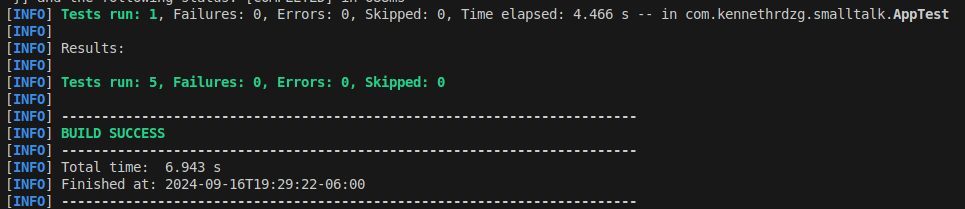 [INFO] Tests run: 1, Failures: 0, Errors: 0, Skipped: 0, Time elapsed: 4.466 s -- in com.kennethrdzg.smalltalk.AppTest
[INFO]
[INFO] Results:
[INFO]
[INFO] Tests run: 5, Failures: 0, Errors: 0, Skipped: 0
[INFO]
[INFO] ------------------------------------------------------------------------
[INFO] BUILD SUCCESS
[INFO] ------------------------------------------------------------------------
[INFO] Total time:  6.943 s
[INFO] Finished at: 2024-09-16T19:29:22-06:00
[INFO] ------------------------------------------------------------------------